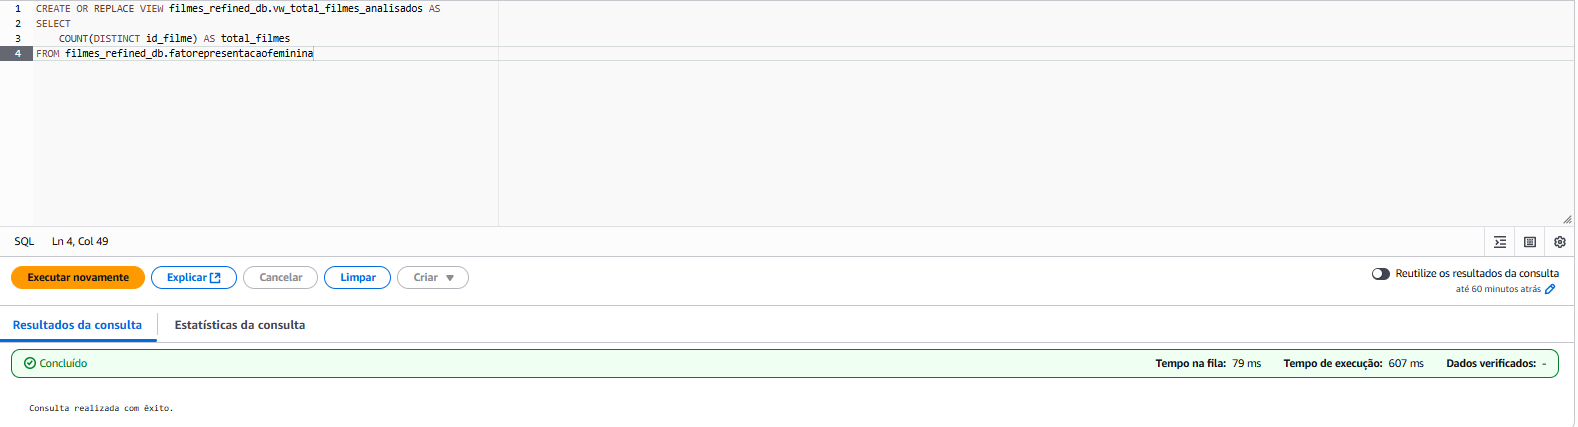 1 CREATE OR REPLACE VIEW filmes_refined_db.vw_total_filmes_analisados AS
2 SELECT
3 COUNT(DISTINCT id_filme) AS total_filmes
4 FROM filmes_refined_db.fatorepresentacaofeminina
SQL Ln 4, Col 49
Executar novamente Explicar Cancelar Limpar Criar Reutilize os resultados da consulta
até 60 minutos atrás
Resultados da consulta Estatísticas da consulta
Concluído Tempo na fila: 79 ms Tempo de execução: 607 ms Dados verificados: -
Consulta realizada com êxito.